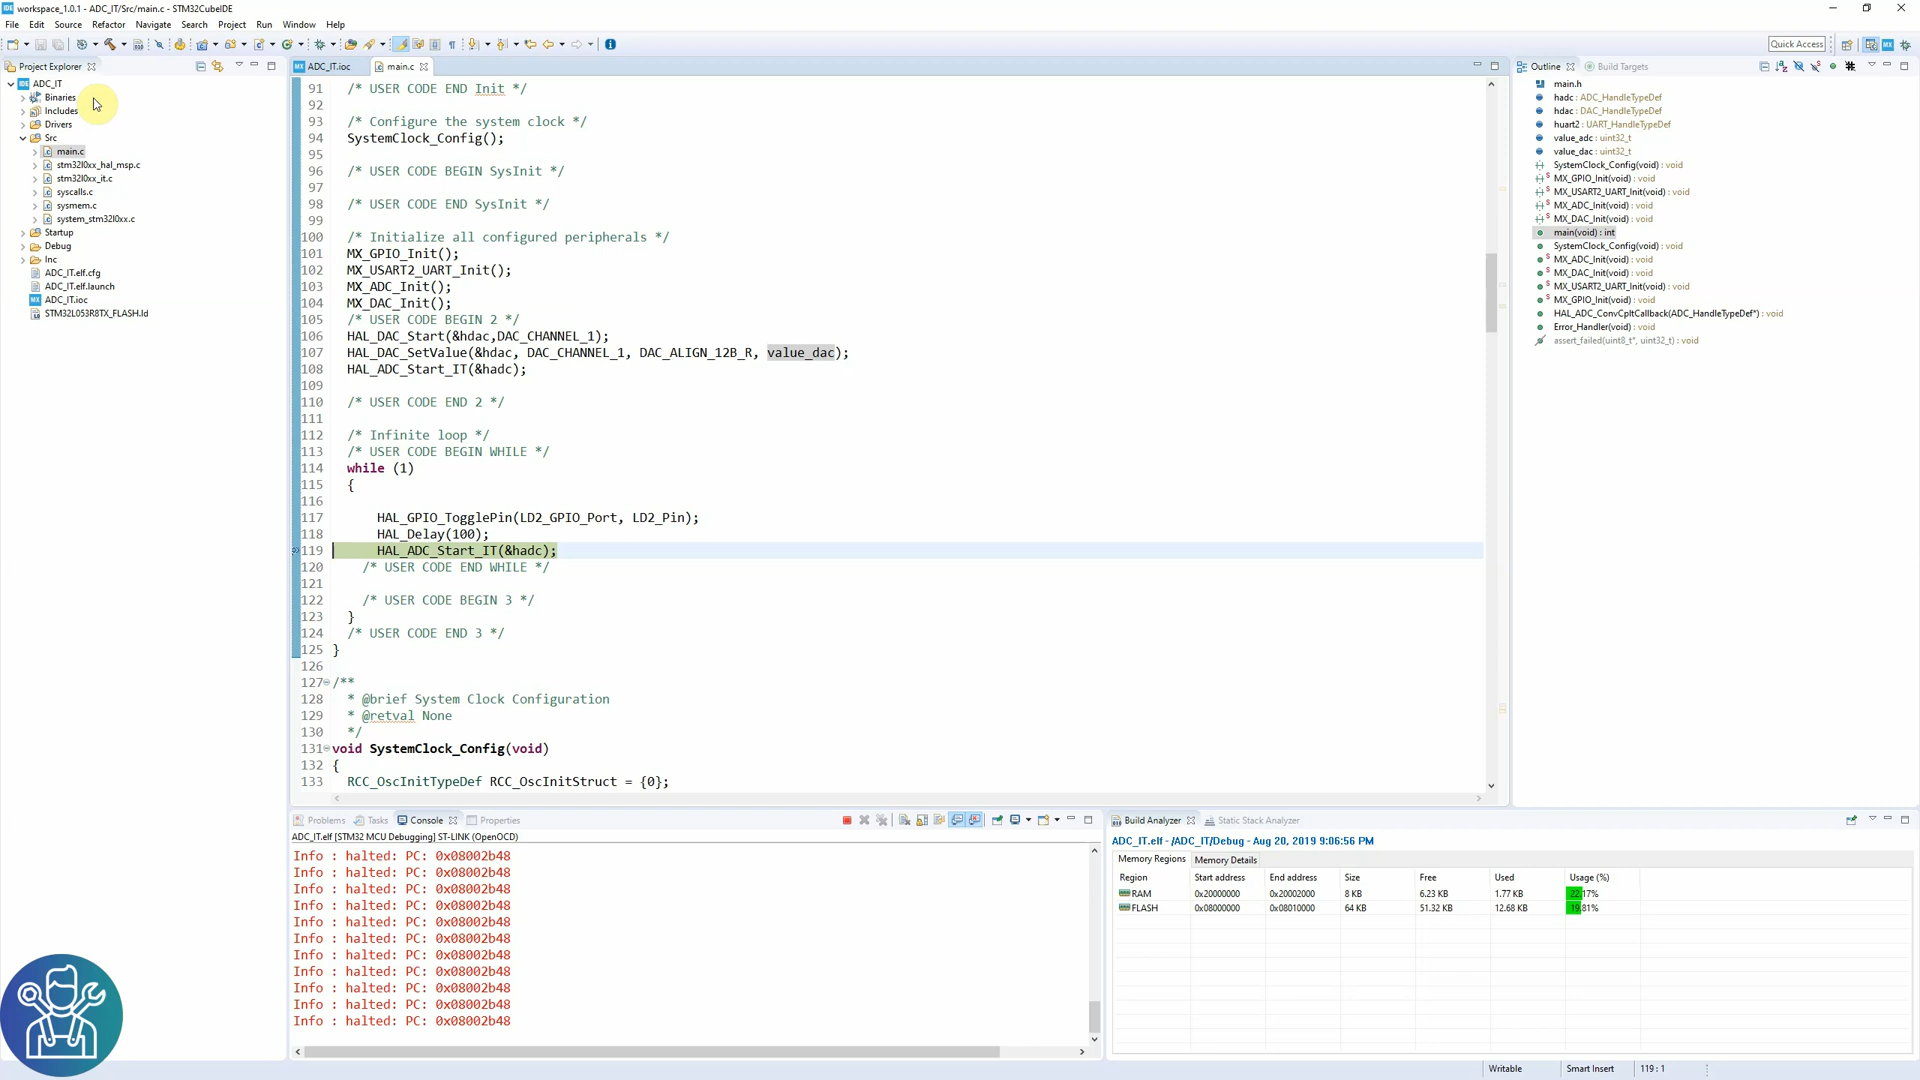 workspace_1.0.1 - ADC_IT/Src/main.c - STM32CubeIDE
File Edit Source Refactor Navigate Search Project Run Window Help
Quick Access
Project Explorer
ADC_IT
Binaries
Includes
Drivers
Src
main.c
stm32l0xx_hal_msp.c
stm32l0xx_it.c
syscalls.c
sysmem.c
system_stm32l0xx.c
Startup
Debug
Inc
ADC_IT.elf.cfg
ADC_IT.elf.launch
ADC_IT.ioc
STM32L053R8TX_FLASH.ld
ADC_IT.ioc main.c
91 /* USER CODE END Init */
92
93 /* Configure the system clock */
94 SystemClock_Config();
95
96 /* USER CODE BEGIN SysInit */
97
98 /* USER CODE END SysInit */
99
100 /* Initialize all configured peripherals */
101 MX_GPIO_Init();
102 MX_USART2_UART_Init();
103 MX_ADC_Init();
104 MX_DAC_Init();
105 /* USER CODE BEGIN 2 */
106 HAL_DAC_Start(&hdac,DAC_CHANNEL_1);
107 HAL_DAC_SetValue(&hdac, DAC_CHANNEL_1, DAC_ALIGN_12B_R, value_dac);
108 HAL_ADC_Start_IT(&hadc);
109
110 /* USER CODE END 2 */
111
112 /* Infinite loop */
113 /* USER CODE BEGIN WHILE */
114 while (1)
115 {
116
117 HAL_GPIO_TogglePin(LD2_GPIO_Port, LD2_Pin);
118 HAL_Delay(100);
119 HAL_ADC_Start_IT(&hadc);
120 /* USER CODE END WHILE */
121
122 /* USER CODE BEGIN 3 */
123 }
124 /* USER CODE END 3 */
125 }
126
127 /**
128 * @brief System Clock Configuration
129 * @retval None
130 */
131 void SystemClock_Config(void)
132 {
133 RCC_OscInitTypeDef RCC_OscInitStruct = {0};
Outline Build Targets
main.h
hadc : ADC_HandleTypeDef
hdac : DAC_HandleTypeDef
huart2 : UART_HandleTypeDef
value_adc : uint32_t
value_dac : uint32_t
SystemClock_Config(void) : void
MX_GPIO_Init(void) : void
MX_USART2_UART_Init(void) : void
MX_ADC_Init(void) : void
MX_DAC_Init(void) : void
main(void) : int
SystemClock_Config(void) : void
MX_ADC_Init(void) : void
MX_DAC_Init(void) : void
MX_USART2_UART_Init(void) : void
MX_GPIO_Init(void) : void
HAL_ADC_ConvCpltCallback(ADC_HandleTypeDef*) : void
Error_Handler(void) : void
assert_failed(uint8_t*, uint32_t) : void
Problems Tasks Console Properties
ADC_IT.elf [STM32 MCU Debugging] ST-LINK (OpenOCD)
Info : halted: PC: 0x08002b48
Info : halted: PC: 0x08002b48
Info : halted: PC: 0x08002b48
Info : halted: PC: 0x08002b48
Info : halted: PC: 0x08002b48
Info : halted: PC: 0x08002b48
Info : halted: PC: 0x08002b48
Info : halted: PC: 0x08002b48
Info : halted: PC: 0x08002b48
Info : halted: PC: 0x08002b48
Info : halted: PC: 0x08002b48
Build Analyzer Static Stack Analyzer
ADC_IT.elf - /ADC_IT/Debug - Aug 20, 2019 9:06:56 PM
Memory Regions Memory Details
Region Start address End address Size Free Used Usage (%)
RAM 0x20000000 0x20002000 8 KB 6.23 KB 1.77 KB 22.17%
FLASH 0x08000000 0x08010000 64 KB 51.32 KB 12.68 KB 19.81%
Writable Smart Insert 119 : 1